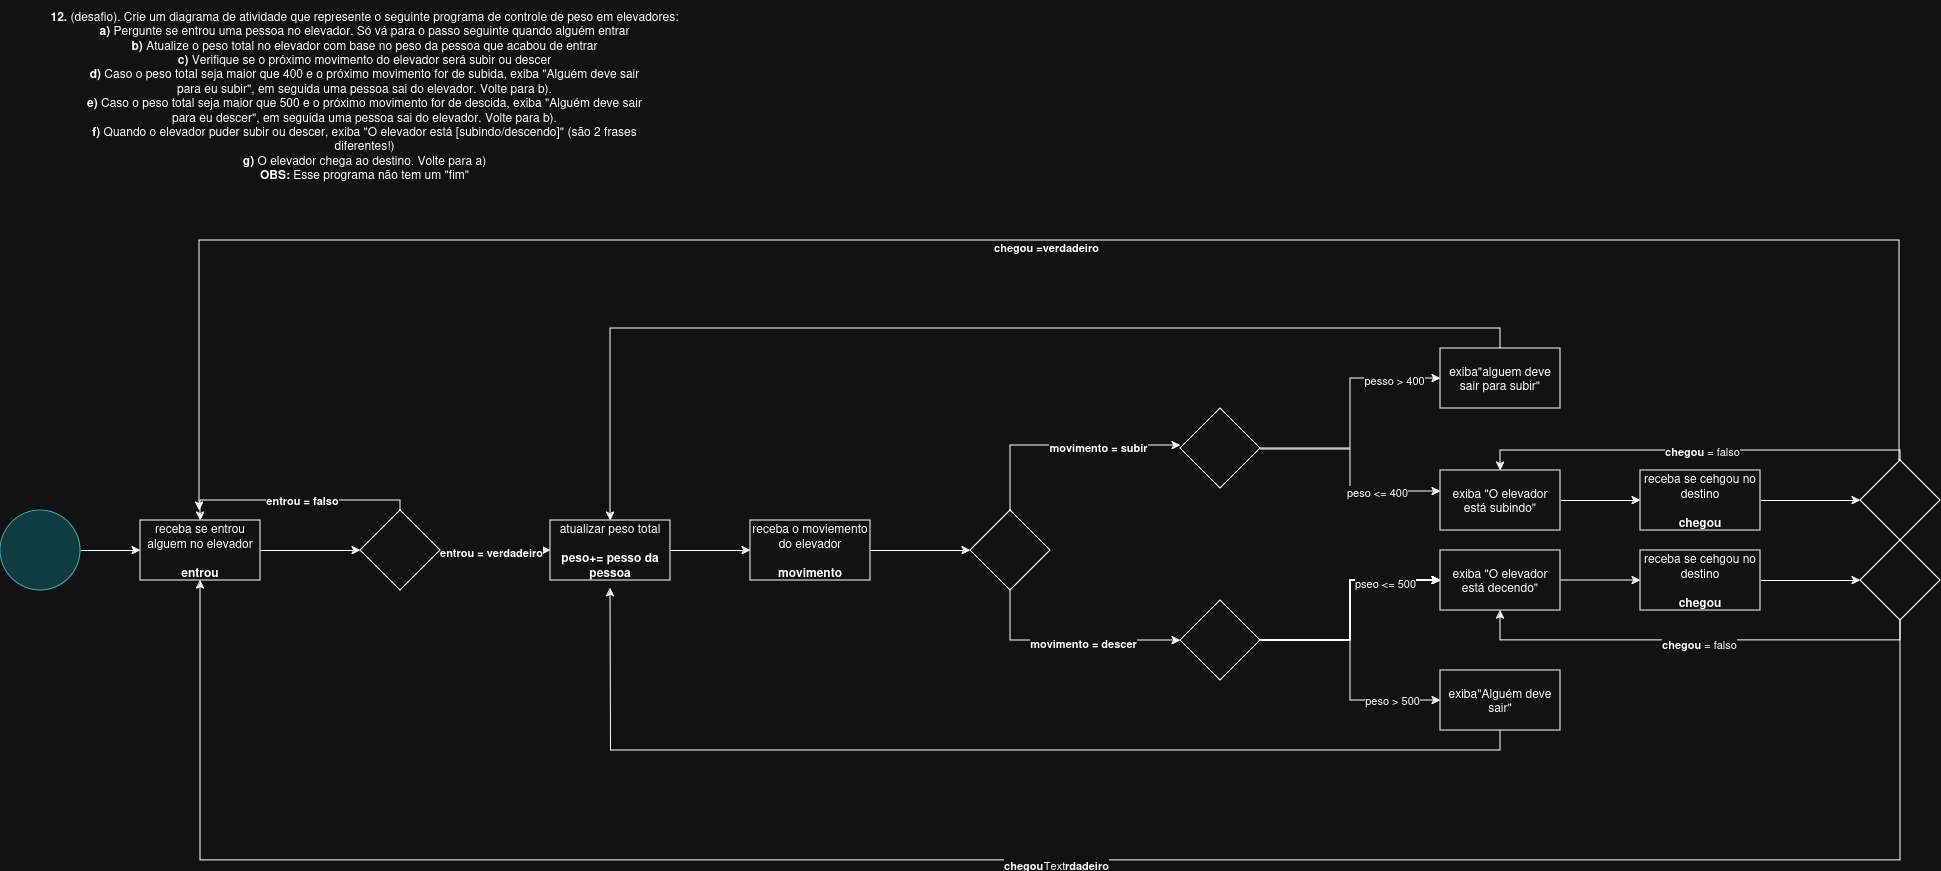 12. (desafio). Crie um diagrama de atividade que represente o seguinte programa de controle de peso em elevadores:
a) Pergunte se entrou uma pessoa no elevador. Só vá para o passo seguinte quando alguém entrar
b) Atualize o peso total no elevador com base no peso da pessoa que acabou de entrar
c) Verifique se o próximo movimento do elevador será subir ou descer
d) Caso o peso total seja maior que 400 e o próximo movimento for de subida, exiba "Alguém deve sair
para eu subir", em seguida uma pessoa sai do elevador. Volte para b).
e) Caso o peso total seja maior que 500 e o próximo movimento for de descida, exiba "Alguém deve sair
para eu descer", em seguida uma pessoa sai do elevador. Volte para b).
f) Quando o elevador puder subir ou descer, exiba "O elevador está [subindo/descendo]" (são 2 frases
diferentes!)
g) O elevador chega ao destino. Volte para a)
OBS: Esse programa não tem um "fim"
chegou =verdadeiro
exiba"alguem deve
sair para subir"
pesso > 400
movimento = subir
chegou = falso
peso <= 400
exiba "O elevador
está subindo"
receba se cehgou no
destino
chegou
entrou = falso
receba se entrou
alguem no elevador
entrou
entrou = verdadeiro
atualizar peso total
peso+= pesso da
pessoa
receba o moviemento
do elevador
movimento
pseo <= 500
exiba "O elevador
está decendo"
receba se cehgou no
destino
chegou
movimento = descer
chegou = falso
peso > 500
exiba"Alguém deve
sair"
chegouTextrdadeiro